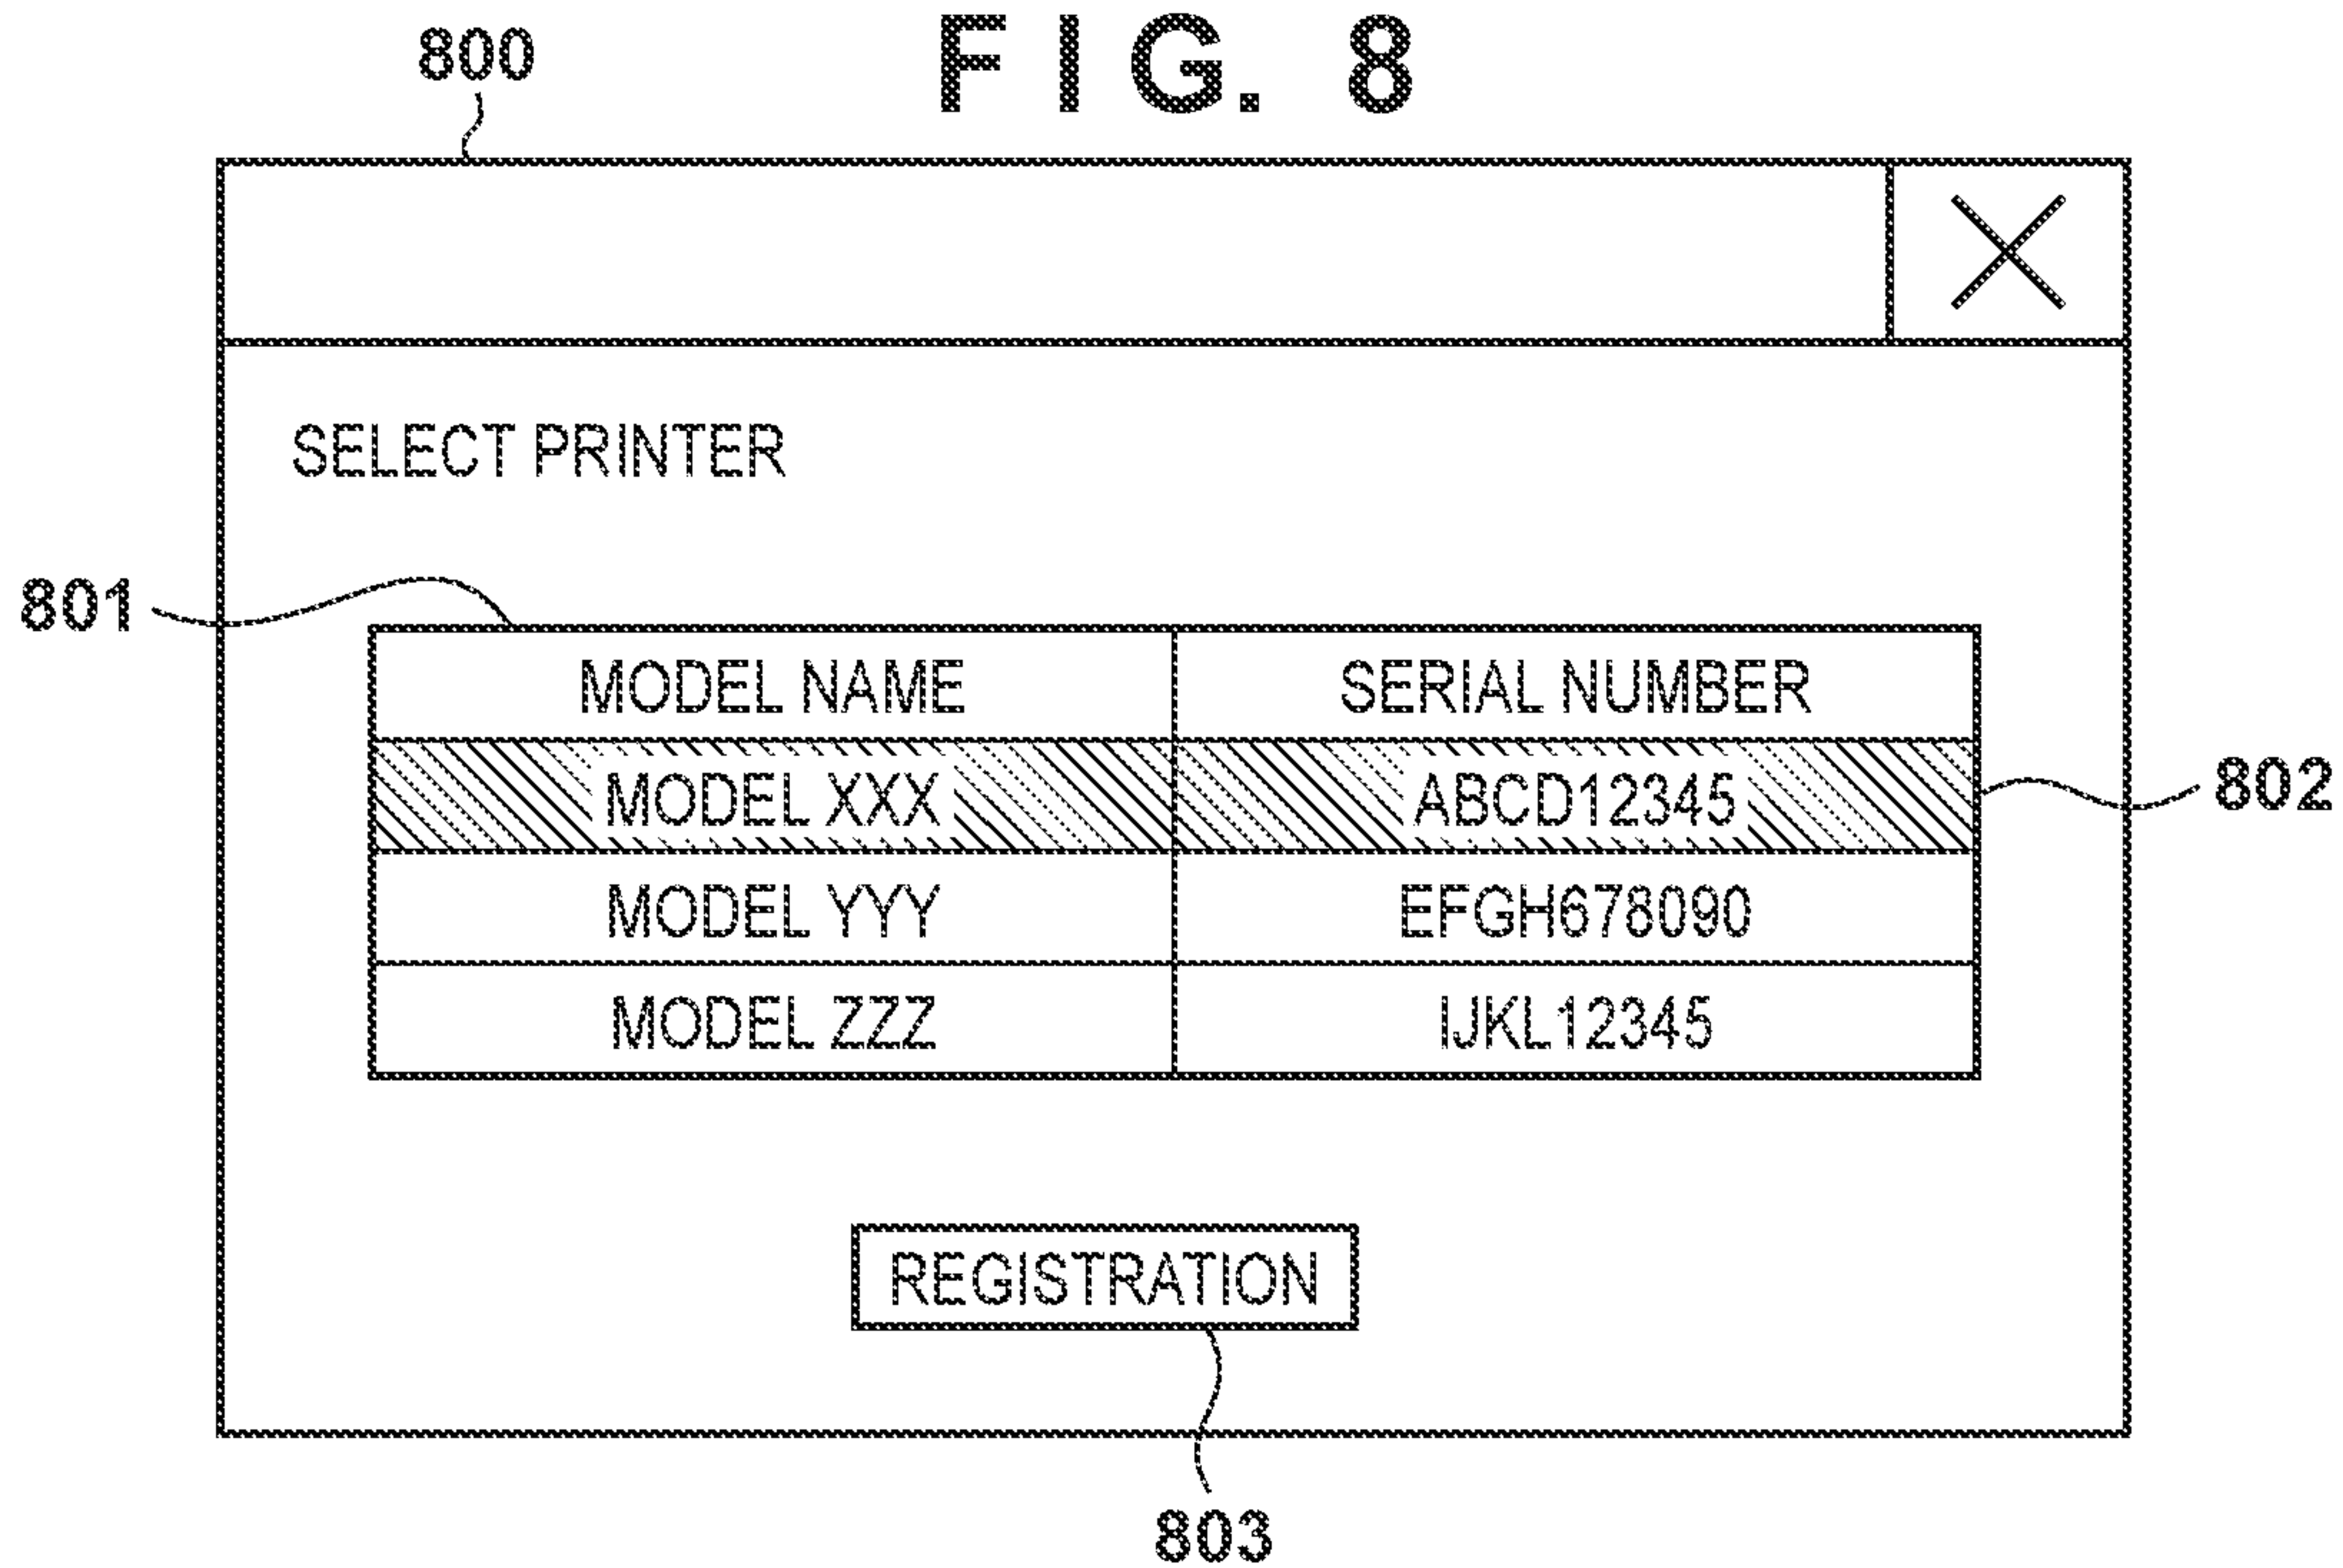 FIG. 8
800
SELECT PRINTER
801
MODEL NAME SERIAL NUMBER
MODEL XXX ABCD12345
802
MODEL YYY EFGH678090
MODEL ZZZ IJKL12345
REGISTRATION
803